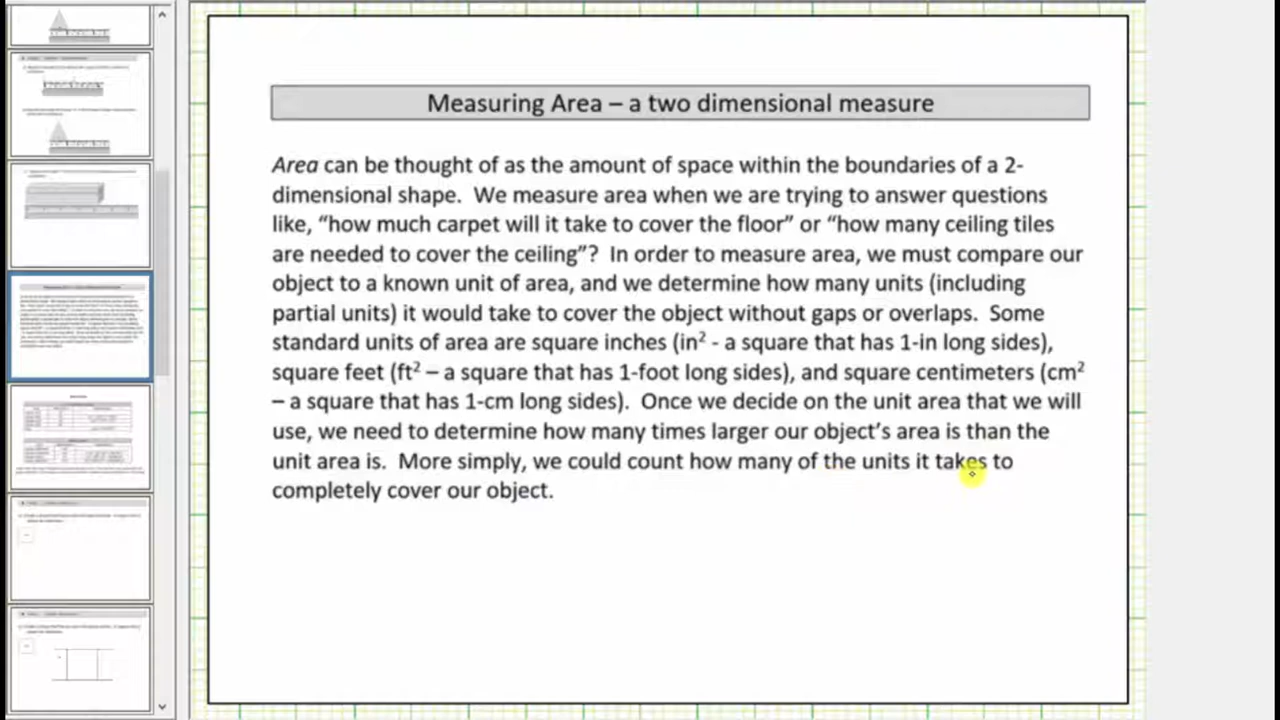 Measuring Area – a two dimensional measure
Area can be thought of as the amount of space within the boundaries of a 2-
dimensional shape.  We measure area when we are trying to answer questions
like, “how much carpet will it take to cover the floor” or “how many ceiling tiles
are needed to cover the ceiling”?  In order to measure area, we must compare our
object to a known unit of area, and we determine how many units (including
partial units) it would take to cover the object without gaps or overlaps.  Some
standard units of area are square inches (in² - a square that has 1-in long sides),
square feet (ft² – a square that has 1-foot long sides), and square centimeters (cm²
– a square that has 1-cm long sides).  Once we decide on the unit area that we will
use, we need to determine how many times larger our object’s area is than the
unit area is.  More simply, we could count how many of the units it takes to
completely cover our object.